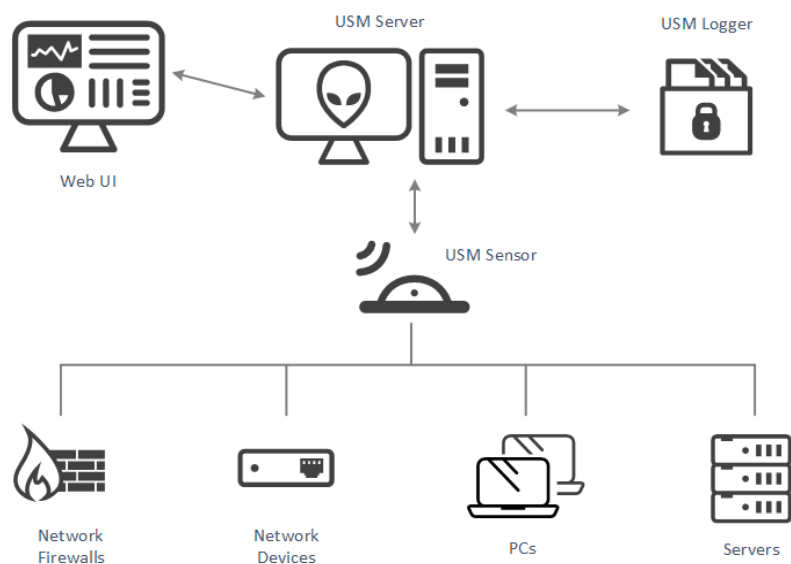 USM Server
USM Logger
Web UI
USM Sensor
Network
Firewalls
Network
Devices
PCs
Servers